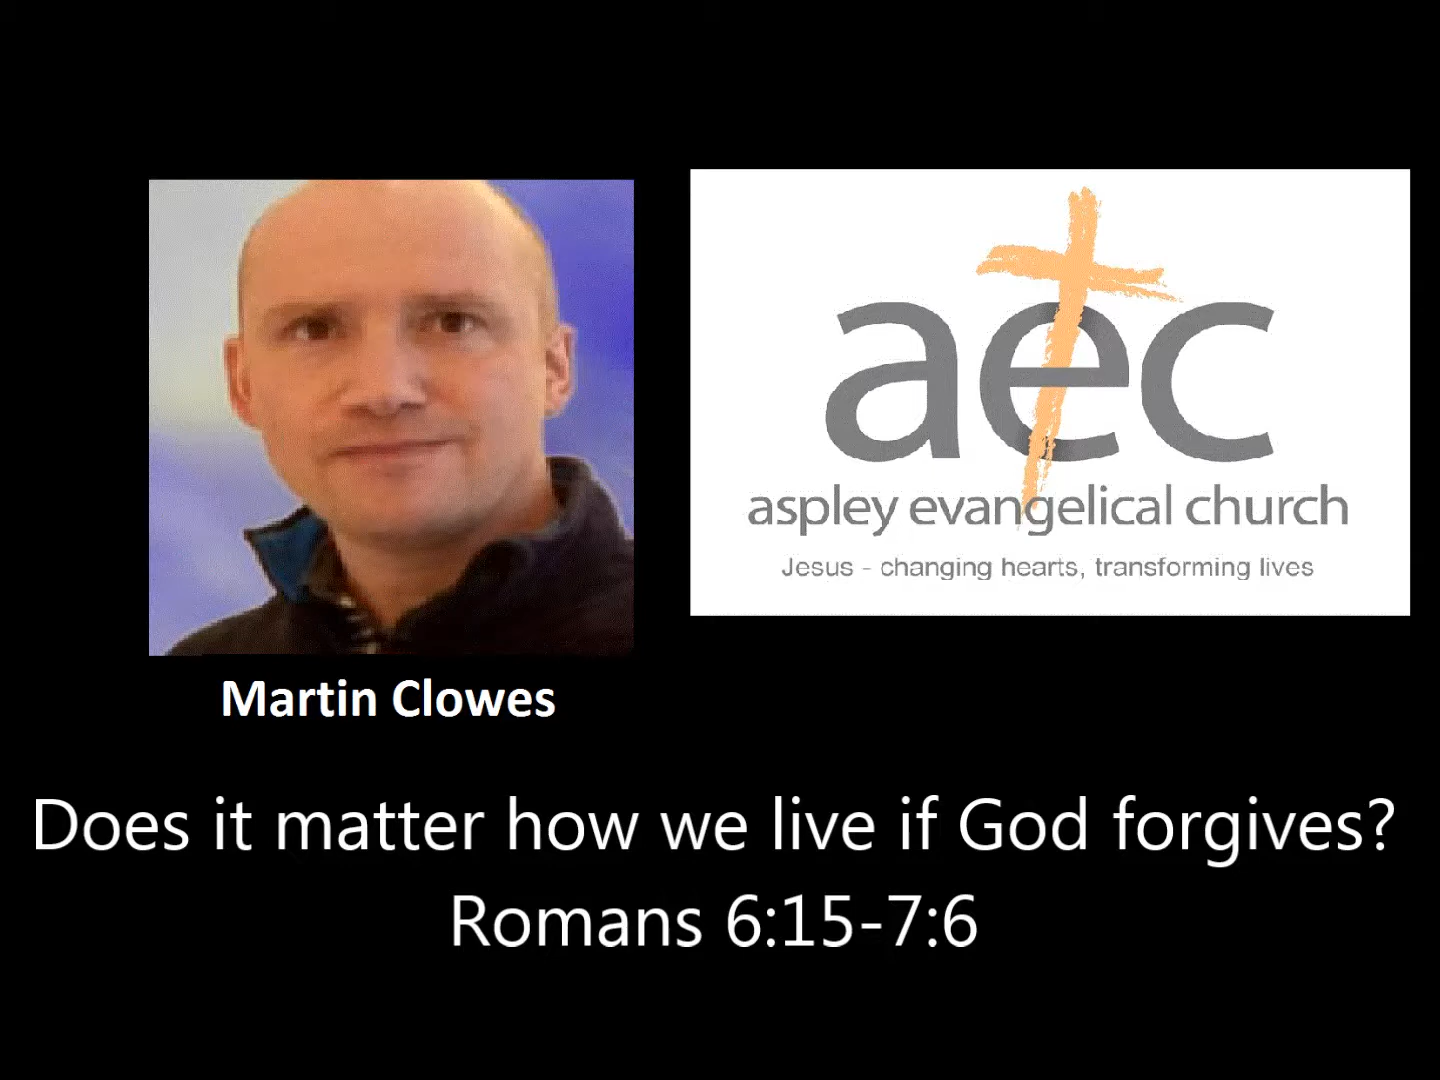 aec
aspley evangelical church
Jesus - changing hearts, transforming lives
Martin Clowes
Does it matter how we live if God forgives?
Romans 6:15-7:6